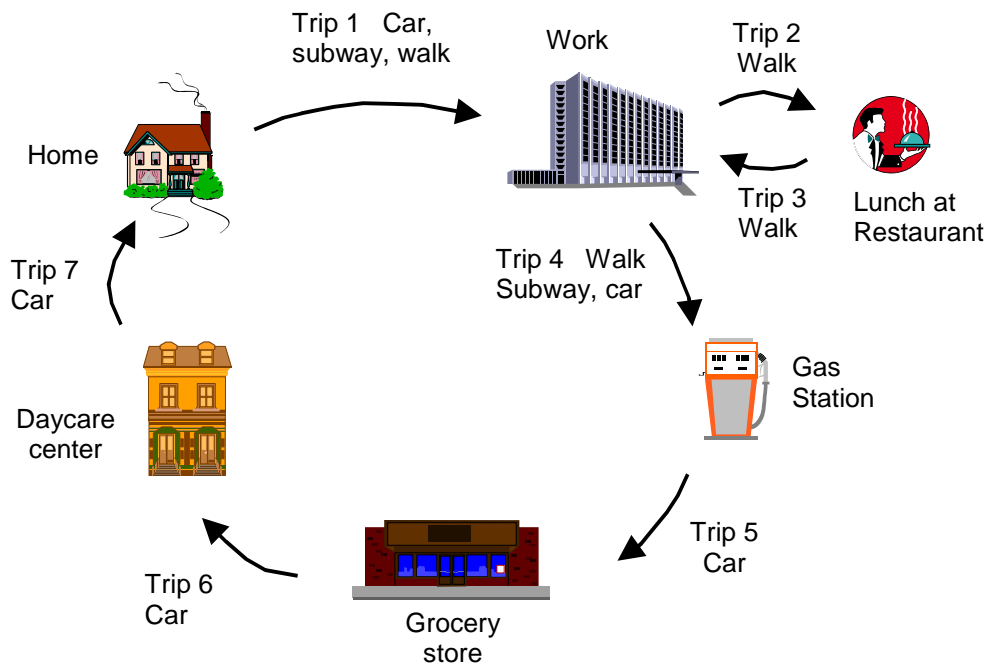 Trip 1   Car,
subway, walk
Work
Trip 2
Walk
Home
Trip 3
Walk
Lunch at
Restaurant
Trip 4   Walk
Subway, car
Trip 7
Car
Gas
Station
Daycare
center
Trip 5
Car
Trip 6
Car
Grocery
store